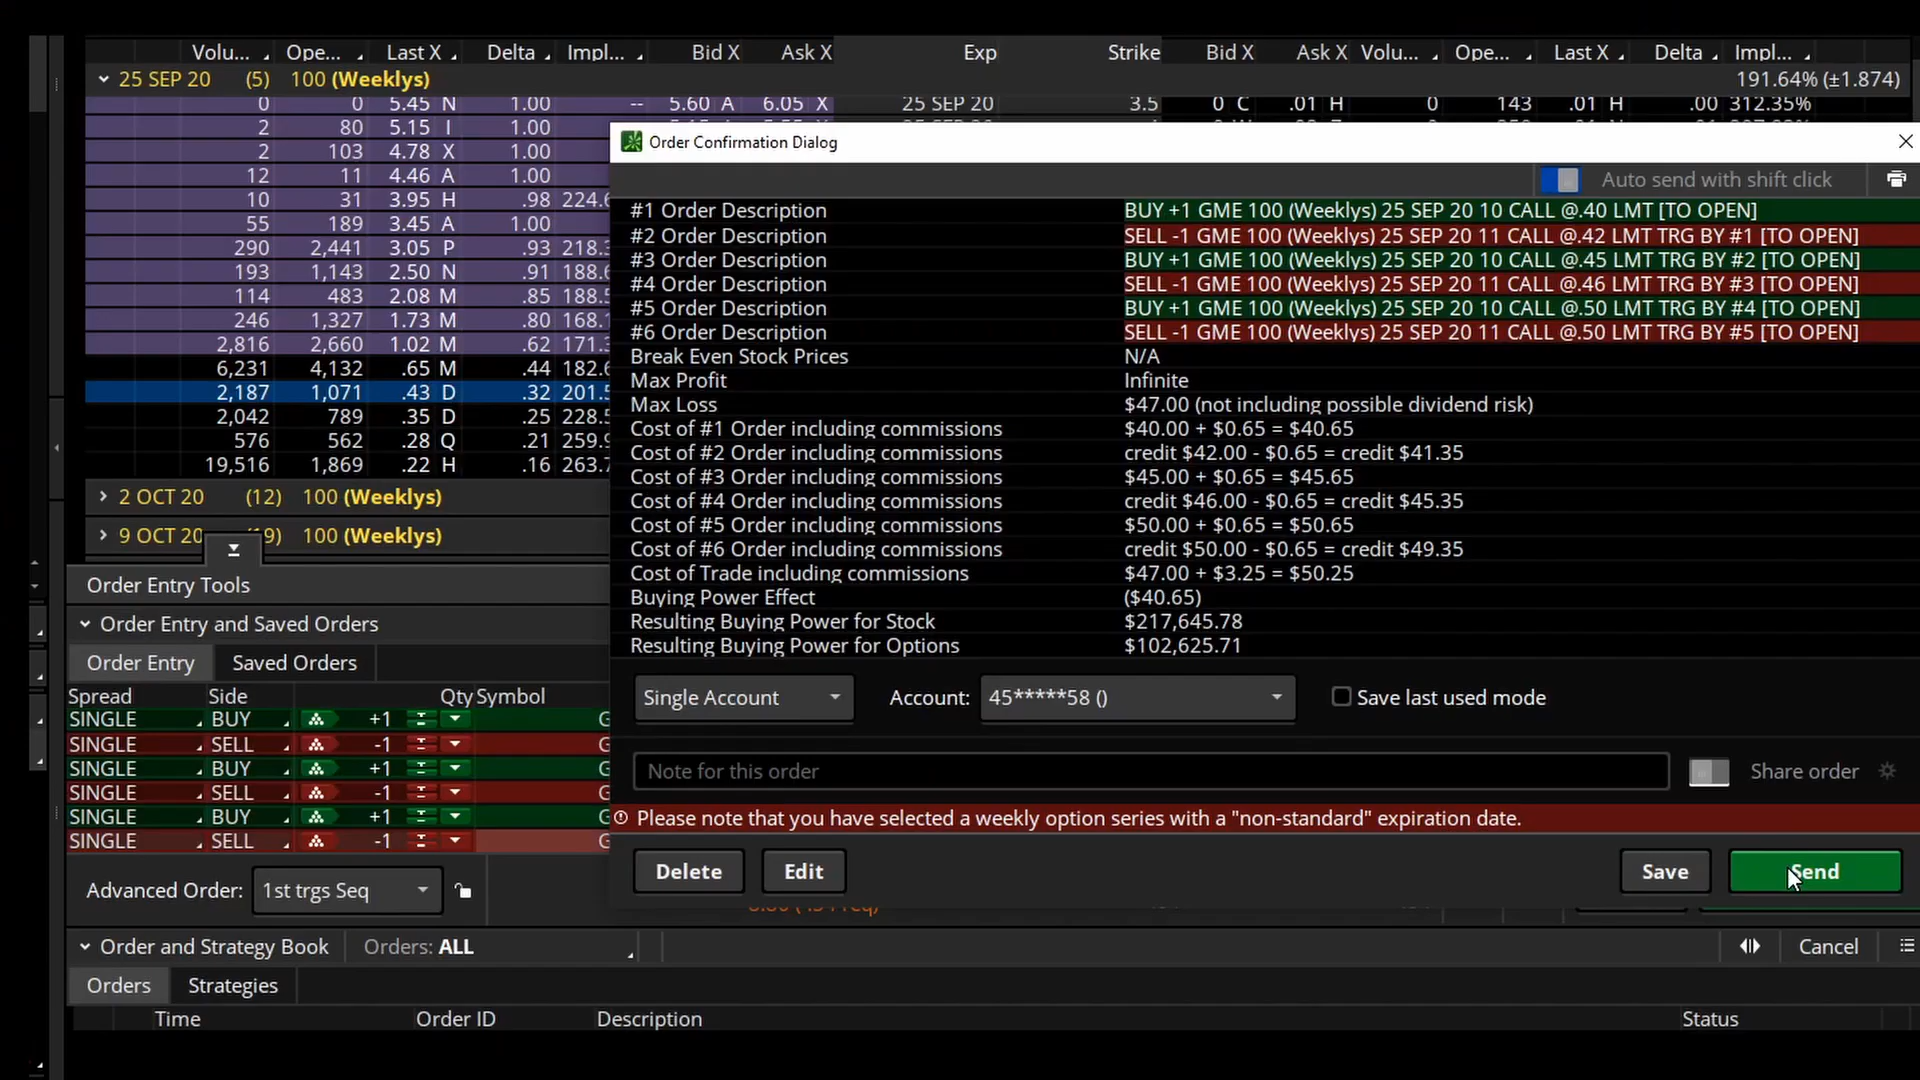 Volu... Ope... Last X Delta Impl... Bid X Ask X Exp Strike Bid X Ask X Volu... Ope... Last X Delta Impl...
25 SEP 20 (5) 100 (Weeklys) 191.64% (±1.874)
0 0 5.45 N 1.00 -- 5.60 A 6.05 X 25 SEP 20 3.5 0 C .01 H 0 143 .01 H .00 312.35%
2 80 5.15 I 1.00
2 103 4.78 X 1.00
12 11 4.46 A 1.00
10 31 3.95 H .98 224.6
55 189 3.45 A 1.00
290 2,441 3.05 P .93 218.3
193 1,143 2.50 N .91 188.6
114 483 2.08 M .85 188.5
246 1,327 1.73 M .80 168.1
2,816 2,660 1.02 M .62 171.3
6,231 4,132 .65 M .44 182.6
2,187 1,071 .43 D .32 201.5
2,042 789 .35 D .25 228.5
576 562 .28 Q .21 259.9
19,516 1,869 .22 H .16 263.7
2 OCT 20 (12) 100 (Weeklys)
9 OCT 20 9) 100 (Weeklys)
Order Confirmation Dialog
Auto send with shift click
#1 Order Description BUY +1 GME 100 (Weeklys) 25 SEP 20 10 CALL @.40 LMT [TO OPEN]
#2 Order Description SELL -1 GME 100 (Weeklys) 25 SEP 20 11 CALL @.42 LMT TRG BY #1 [TO OPEN]
#3 Order Description BUY +1 GME 100 (Weeklys) 25 SEP 20 10 CALL @.45 LMT TRG BY #2 [TO OPEN]
#4 Order Description SELL -1 GME 100 (Weeklys) 25 SEP 20 11 CALL @.46 LMT TRG BY #3 [TO OPEN]
#5 Order Description BUY +1 GME 100 (Weeklys) 25 SEP 20 10 CALL @.50 LMT TRG BY #4 [TO OPEN]
#6 Order Description SELL -1 GME 100 (Weeklys) 25 SEP 20 11 CALL @.50 LMT TRG BY #5 [TO OPEN]
Break Even Stock Prices N/A
Max Profit Infinite
Max Loss $47.00 (not including possible dividend risk)
Cost of #1 Order including commissions $40.00 + $0.65 = $40.65
Cost of #2 Order including commissions credit $42.00 - $0.65 = credit $41.35
Cost of #3 Order including commissions $45.00 + $0.65 = $45.65
Cost of #4 Order including commissions credit $46.00 - $0.65 = credit $45.35
Cost of #5 Order including commissions $50.00 + $0.65 = $50.65
Cost of #6 Order including commissions credit $50.00 - $0.65 = credit $49.35
Cost of Trade including commissions $47.00 + $3.25 = $50.25
Buying Power Effect ($40.65)
Resulting Buying Power for Stock $217,645.78
Resulting Buying Power for Options $102,625.71
Single Account Account: 45*****58 () Save last used mode
Note for this order Share order
Please note that you have selected a weekly option series with a "non-standard" expiration date.
Delete Edit Save Send
Order Entry Tools
Order Entry and Saved Orders
Order Entry Saved Orders
Spread Side Qty Symbol
SINGLE BUY +1 G
SINGLE SELL -1 G
SINGLE BUY +1 G
SINGLE SELL -1 G
SINGLE BUY +1 G
SINGLE SELL -1 G
Advanced Order: 1st trgs Seq
Order and Strategy Book Orders: ALL Cancel
Orders Strategies
Time Order ID Description Status